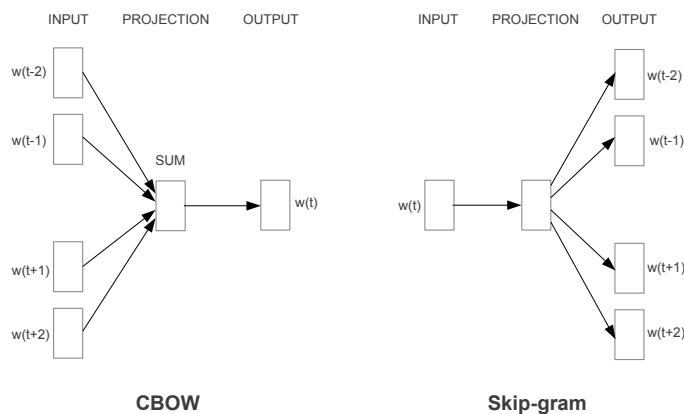 INPUT PROJECTION OUTPUT
w(t-2)
w(t-1)
SUM
w(t)
w(t+1)
w(t+2)
CBOW
INPUT PROJECTION OUTPUT
w(t-2)
w(t-1)
w(t)
w(t+1)
w(t+2)
Skip-gram